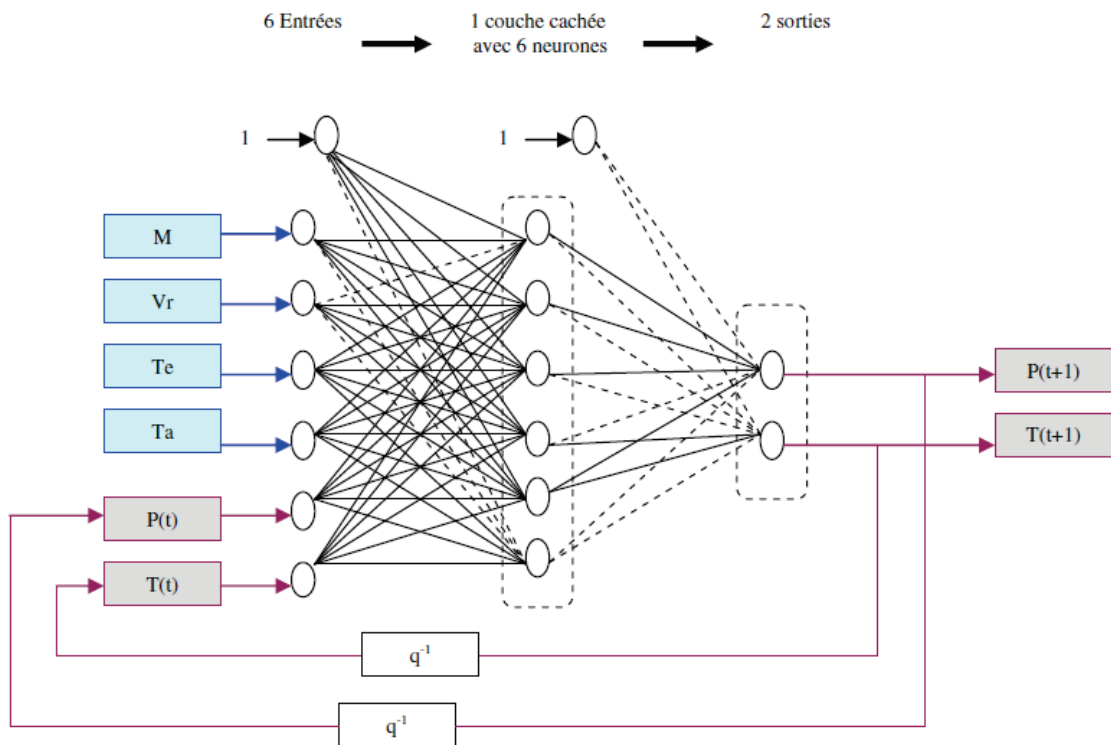 6 Entrées
1 couche cachée
avec 6 neurones
2 sorties
1
1
M
Vr
Te
Ta
P(t)
T(t)
P(t+1)
T(t+1)
q⁻¹
q⁻¹